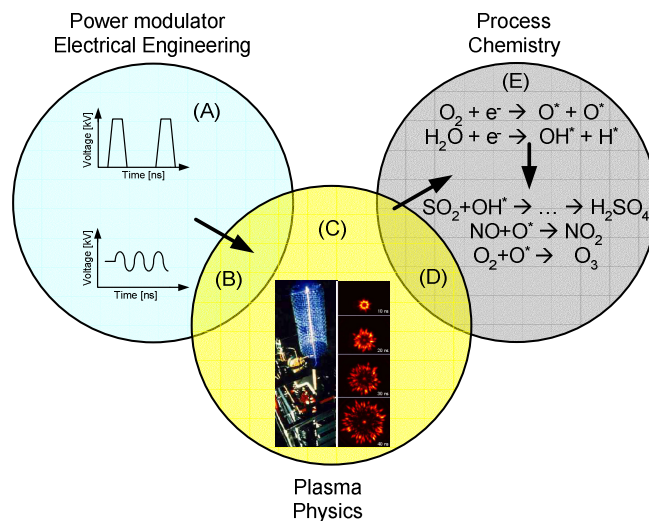 Power modulator
Electrical Engineering
Process
Chemistry
(A)
Voltage [kV]
Time [ns]
Voltage [kV]
Time [ns]
(B)
(C)
(D)
(E)
O₂ + e⁻ → O* + O*
H₂O + e⁻ → OH* + H*
SO₂+OH* → … → H₂SO₄
NO+O* → NO₂
O₂+O* → O₃
10 ns
20 ns
30 ns
40 ns
Plasma
Physics